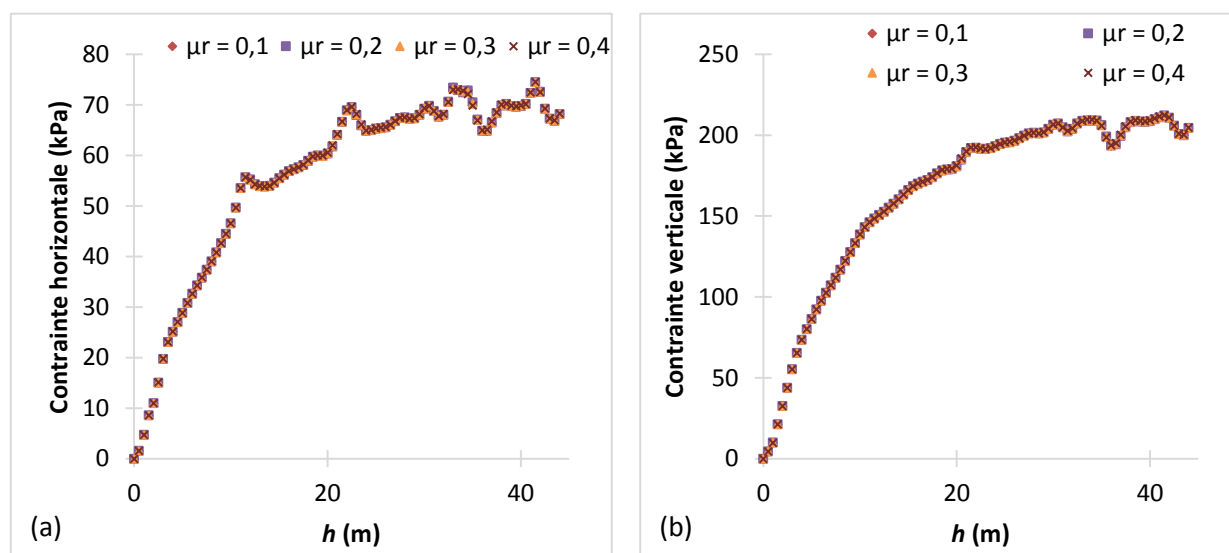 μr = 0,1 μr = 0,2 μr = 0,3 μr = 0,4
80
70
60
50
40
30
20
10
0
0 20 40
Contrainte horizontale (kPa)
h (m)
(a)
μr = 0,1 μr = 0,2
μr = 0,3 μr = 0,4
250
200
150
100
50
0
0 20 40
Contrainte verticale (kPa)
h (m)
(b)